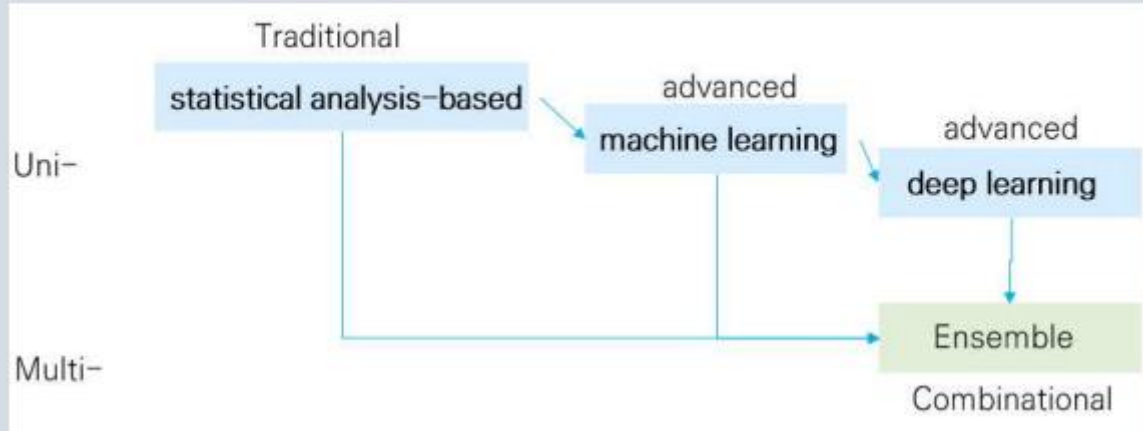 Traditional
statistical analysis-based
advanced
machine learning
advanced
deep learning
Uni-
Ensemble
Multi-
Combinational